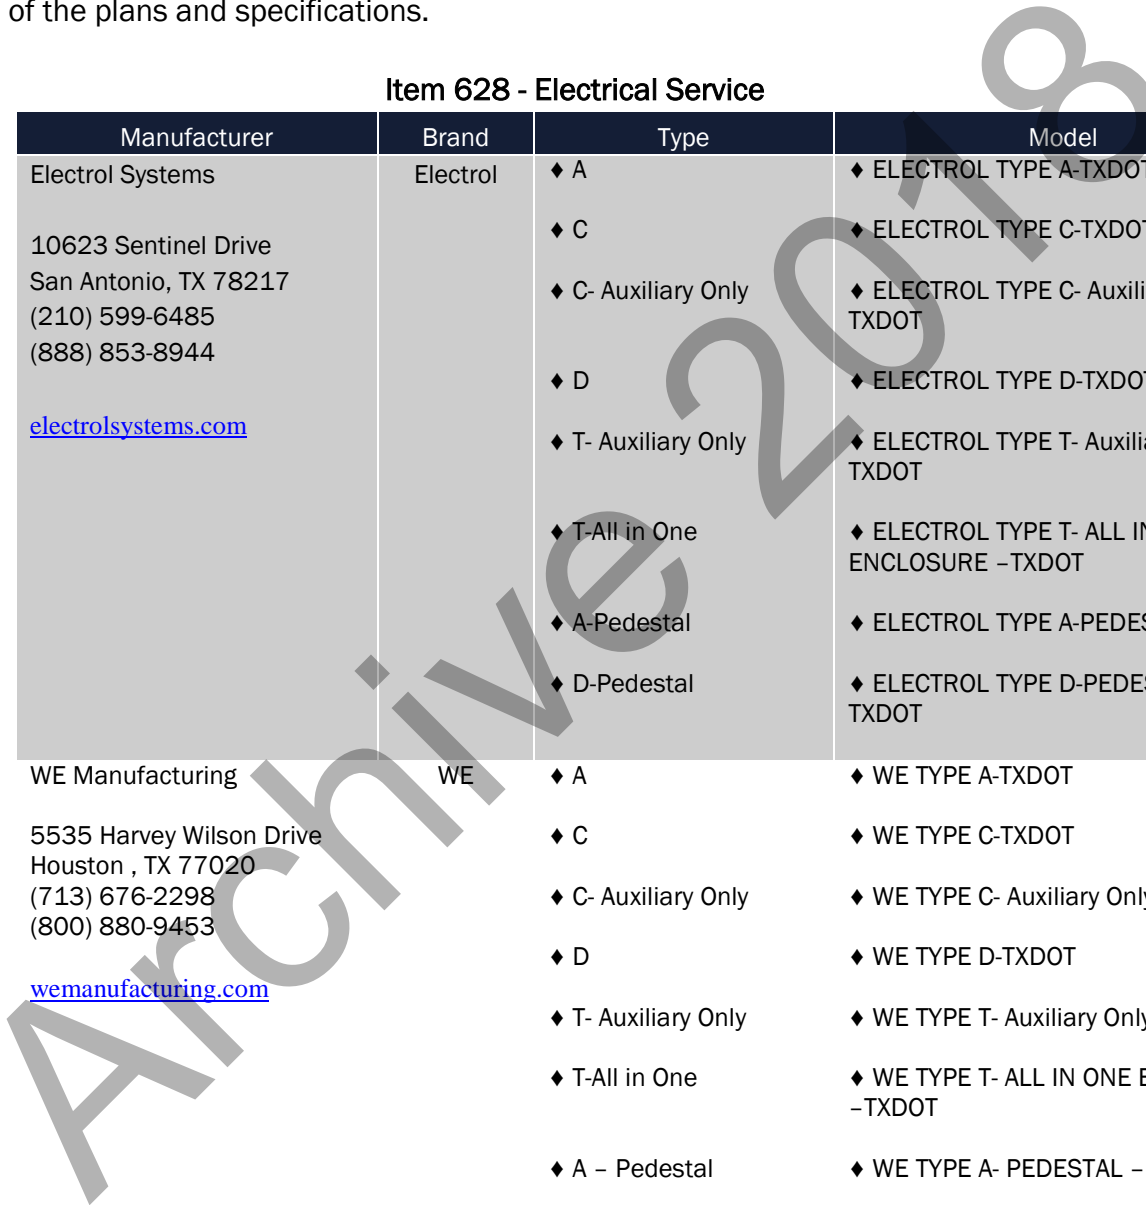 of the plans and specifications.
Item 628 - Electrical Service
Manufacturer Brand Type Model
Electrol Systems Electrol ♦ A ♦ ELECTROL TYPE A-TXDOT
♦ C ♦ ELECTROL TYPE C-TXDOT
10623 Sentinel Drive
San Antonio, TX 78217
♦ C- Auxiliary Only ♦ ELECTROL TYPE C- Auxili
(210) 599-6485 TXDOT
(888) 853-8944
♦ D ♦ ELECTROL TYPE D-TXDOT
electrolsystems.com
♦ T- Auxiliary Only ♦ ELECTROL TYPE T- Auxilia
TXDOT
♦ T-All in One ♦ ELECTROL TYPE T- ALL IN
ENCLOSURE –TXDOT
♦ A-Pedestal ♦ ELECTROL TYPE A-PEDES
♦ D-Pedestal ♦ ELECTROL TYPE D-PEDES
TXDOT
WE Manufacturing WE ♦ A ♦ WE TYPE A-TXDOT
5535 Harvey Wilson Drive ♦ C ♦ WE TYPE C-TXDOT
Houston , TX 77020
(713) 676-2298 ♦ C- Auxiliary Only ♦ WE TYPE C- Auxiliary Only
(800) 880-9453
♦ D ♦ WE TYPE D-TXDOT
wemanufacturing.com
♦ T- Auxiliary Only ♦ WE TYPE T- Auxiliary Only
♦ T-All in One ♦ WE TYPE T- ALL IN ONE E
–TXDOT
♦ A – Pedestal ♦ WE TYPE A- PEDESTAL –
Archive 2018